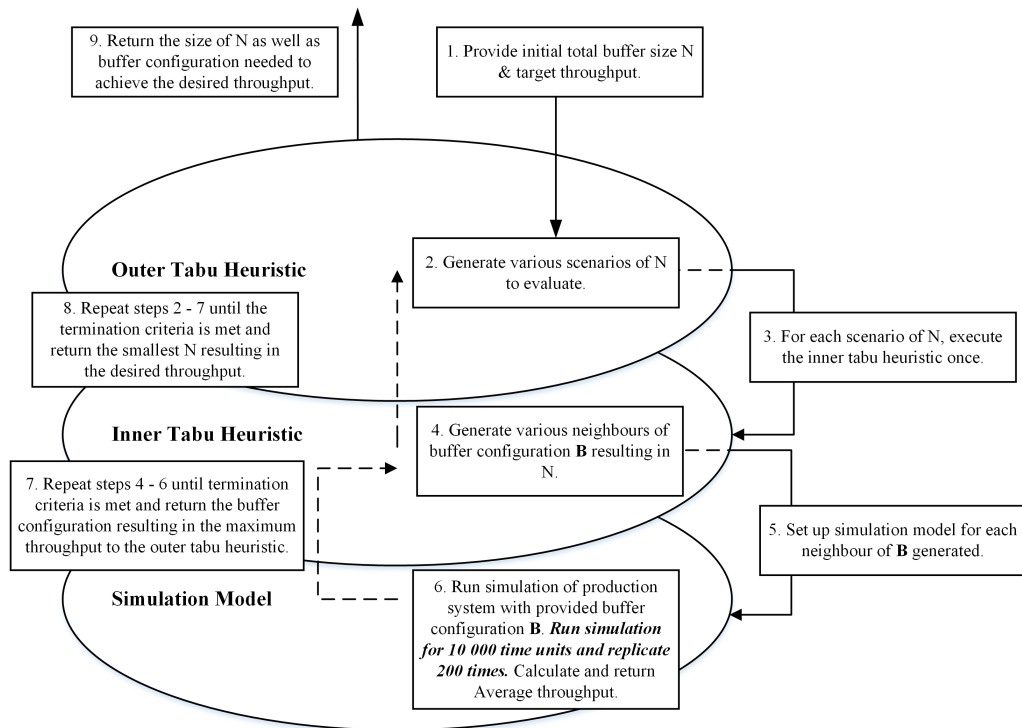 9. Return the size of N as well as
buffer configuration needed to
achieve the desired throughput.
1. Provide initial total buffer size N
& target throughput.
Outer Tabu Heuristic
2. Generate various scenarios of N
to evaluate.
8. Repeat steps 2 - 7 until the
termination criteria is met and
return the smallest N resulting in
the desired throughput.
3. For each scenario of N, execute
the inner tabu heuristic once.
Inner Tabu Heuristic
4. Generate various neighbours of
buffer configuration B resulting in
N.
7. Repeat steps 4 - 6 until termination
criteria is met and return the buffer
configuration resulting in the maximum
throughput to the outer tabu heuristic.
5. Set up simulation model for each
neighbour of B generated.
Simulation Model
6. Run simulation of production
system with provided buffer
configuration B. Run simulation
for 10 000 time units and replicate
200 times. Calculate and return
Average throughput.